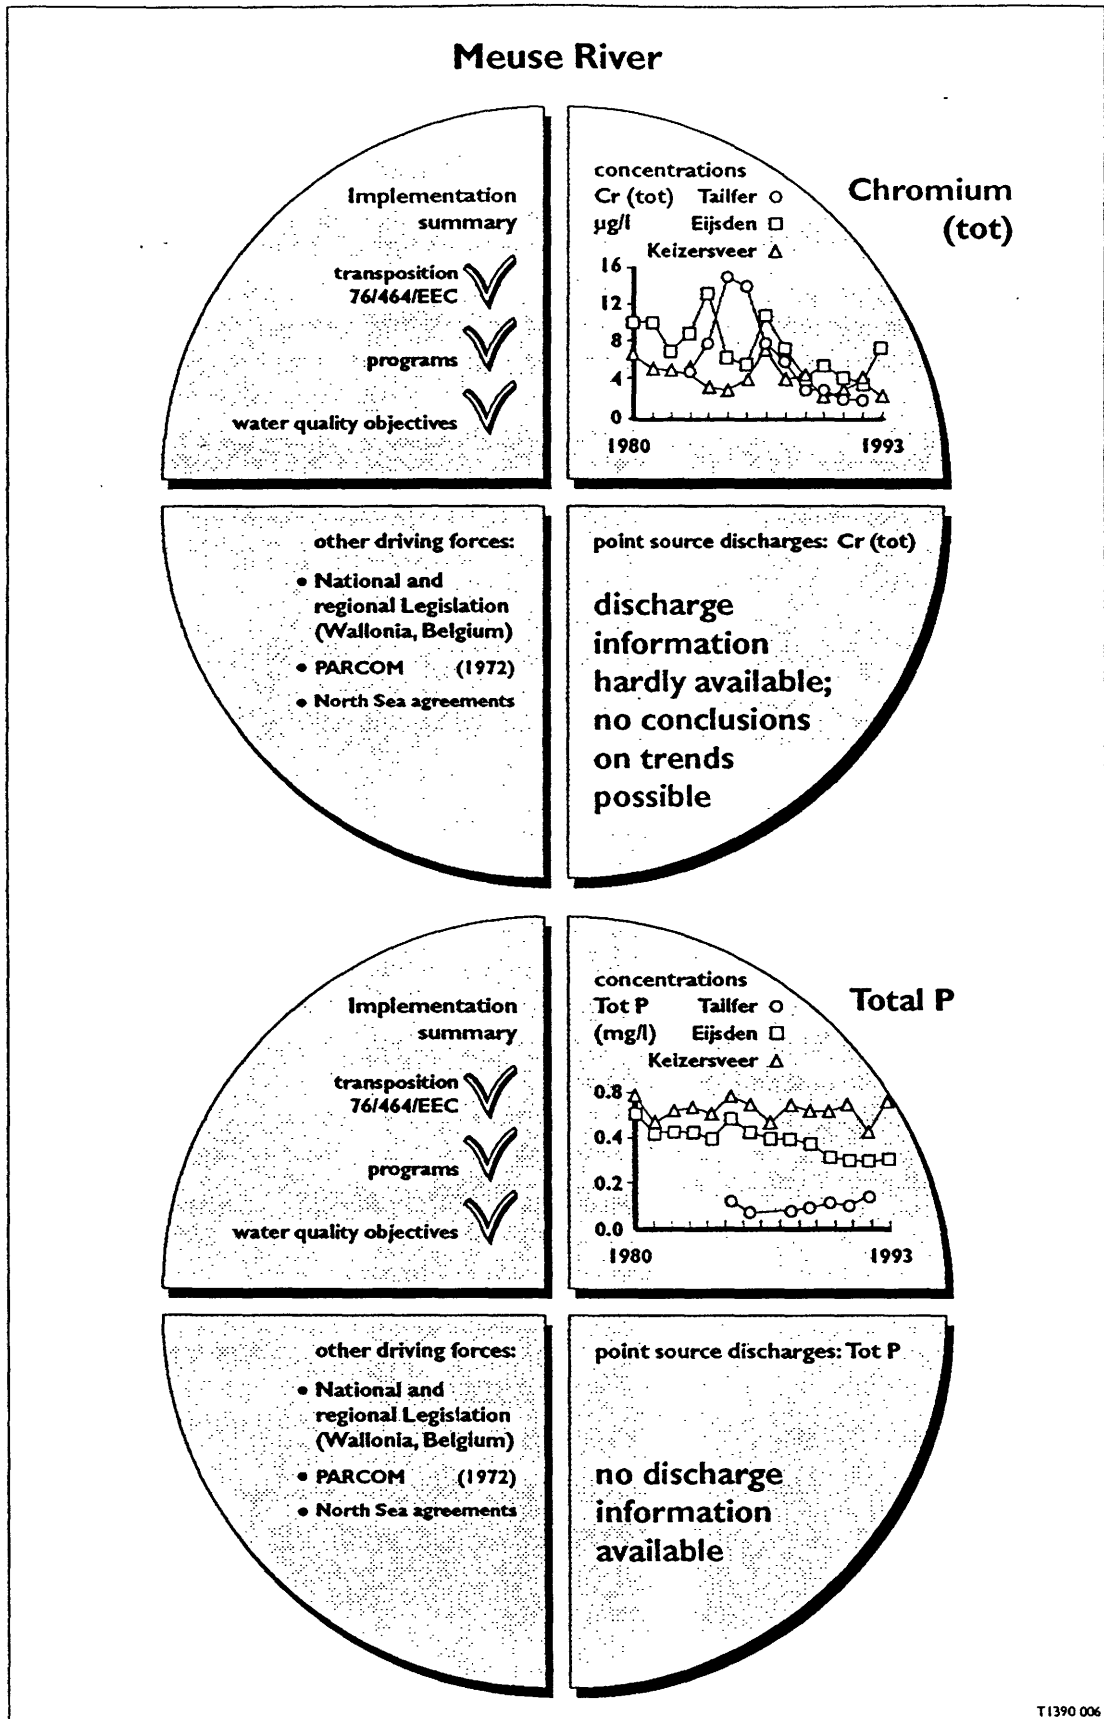 Meuse River
Implementation
summary
transposition
76/464/EEC
programs
water quality objectives
concentrations
Cr (tot) Tailfer
µg/l Eijsden
Keizersveer
16
12
8
4
0
1980 1993
Chromium
(tot)
other driving forces:
• National and
regional Legislation
(Wallonia, Belgium)
• PARCOM (1972)
• North Sea agreements
point source discharges: Cr (tot)
discharge
information
hardly available;
no conclusions
on trends
possible
Implementation
summary
transposition
76/464/EEC
programs
water quality objectives
concentrations
Tot P Tailfer
(mg/l) Eijsden
Keizersveer
0.8
0.4
0.2
0.0
1980 1993
Total P
other driving forces:
• National and
regional Legislation
(Wallonia, Belgium)
• PARCOM (1972)
• North Sea agreements
point source discharges: Tot P
no discharge
information
available
T1390 006